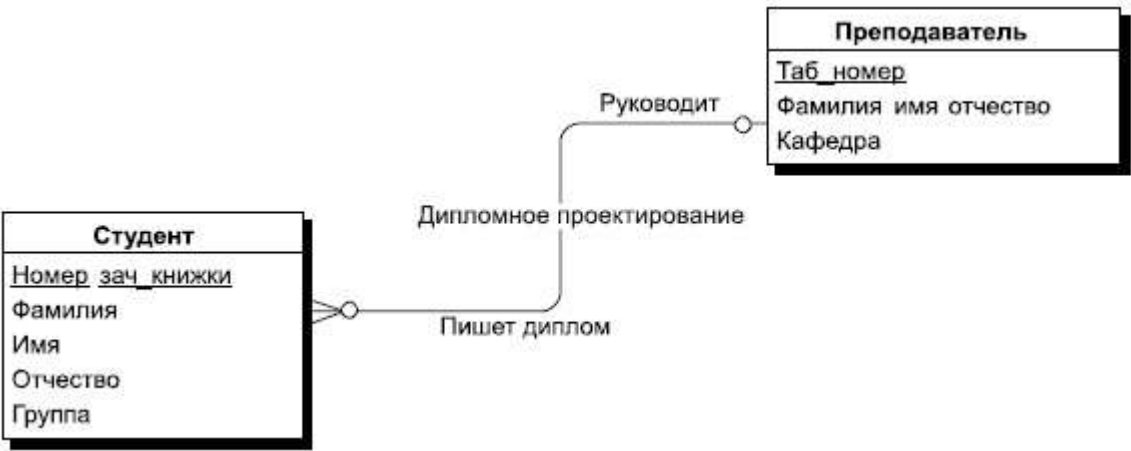 Преподаватель
Таб_номер
Фамилия имя отчество
Кафедра
Руководит
Дипломное проектирование
Студент
Номер зач_книжки
Фамилия
Имя
Отчество
Группа
Пишет диплом